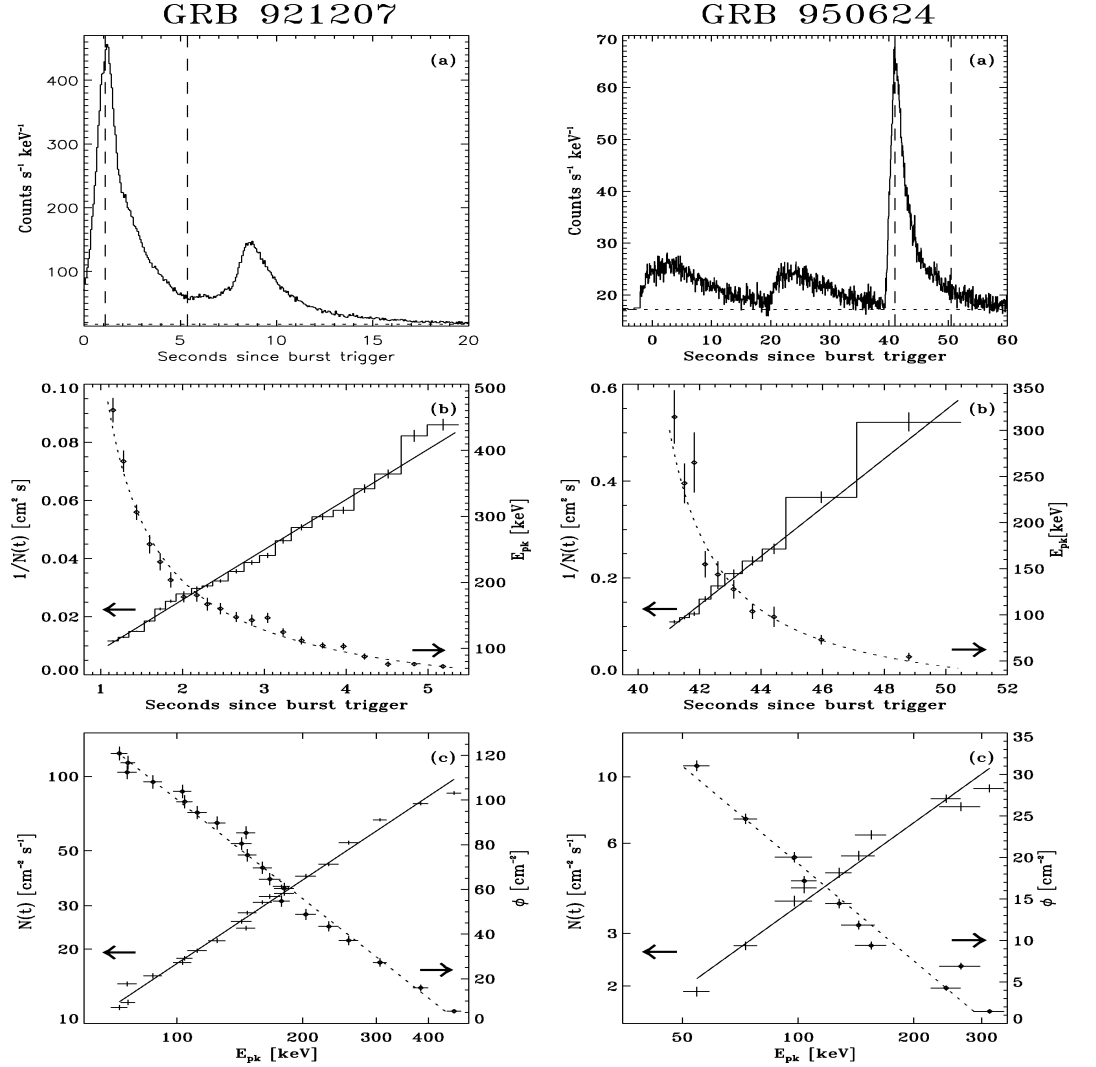 GRB 921207
GRB 950624
(a)
400
300
200
100
Counts s⁻¹ keV⁻¹
0 5 10 15 20
Seconds since burst trigger
(a)
70
60
50
40
30
20
Counts s⁻¹ keV⁻¹
0 10 20 30 40 50 60
Seconds since burst trigger
(b)
0.10
0.08
0.06
0.04
0.02
0.00
1/N(t) [cm² s]
500
400
300
200
100
E_pk [keV]
1 2 3 4 5
Seconds since burst trigger
(b)
0.6
0.4
0.2
0.0
1/N(t) [cm² s]
350
300
250
200
150
100
50
E_pk[keV]
40 42 44 46 48 50 52
Seconds since burst trigger
(c)
100
50
30
20
10
N(t) [cm⁻² s⁻¹]
120
100
80
60
40
20
0
ϕ [cm⁻²]
100 200 300 400
E_pk [keV]
(c)
10
6
3
2
N(t) [cm⁻² s⁻¹]
35
30
25
20
15
10
5
0
ϕ [cm⁻²]
50 100 200 300
E_pk [keV]